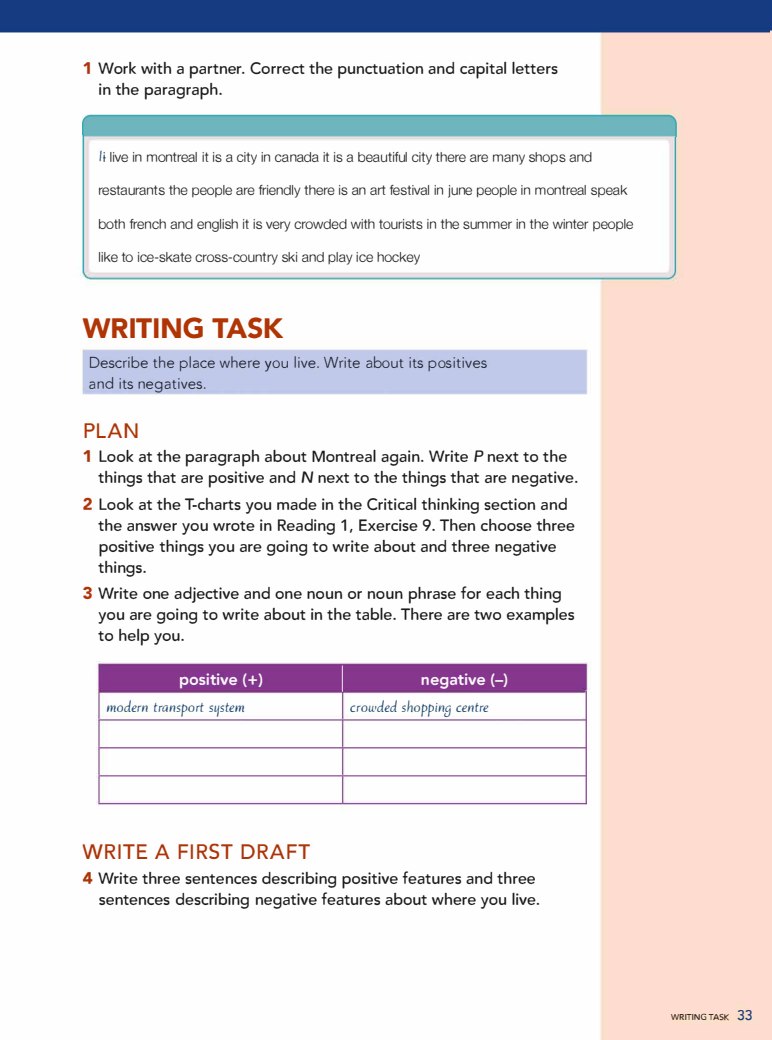 1 Work with a partner. Correct the punctuation and capital letters
in the paragraph.
Ii live in montreal it is a city in canada it is a beautiful city there are many shops and
restaurants the people are friendly there is an art festival in june people in montreal speak
both french and english it is very crowded with tourists in the summer in the winter people
like to ice-skate cross-country ski and play ice hockey
WRITING TASK
Describe the place where you live. Write about its positives
and its negatives.
PLAN
1 Look at the paragraph about Montreal again. Write P next to the
things that are positive and N next to the things that are negative.
2 Look at the T-charts you made in the Critical thinking section and
the answer you wrote in Reading 1, Exercise 9. Then choose three
positive things you are going to write about and three negative
things.
3 Write one adjective and one noun or noun phrase for each thing
you are going to write about in the table. There are two examples
to help you.
positive (+) negative (–)
modern transport system crowded shopping centre
WRITE A FIRST DRAFT
4 Write three sentences describing positive features and three
sentences describing negative features about where you live.
WRITING TASK 33